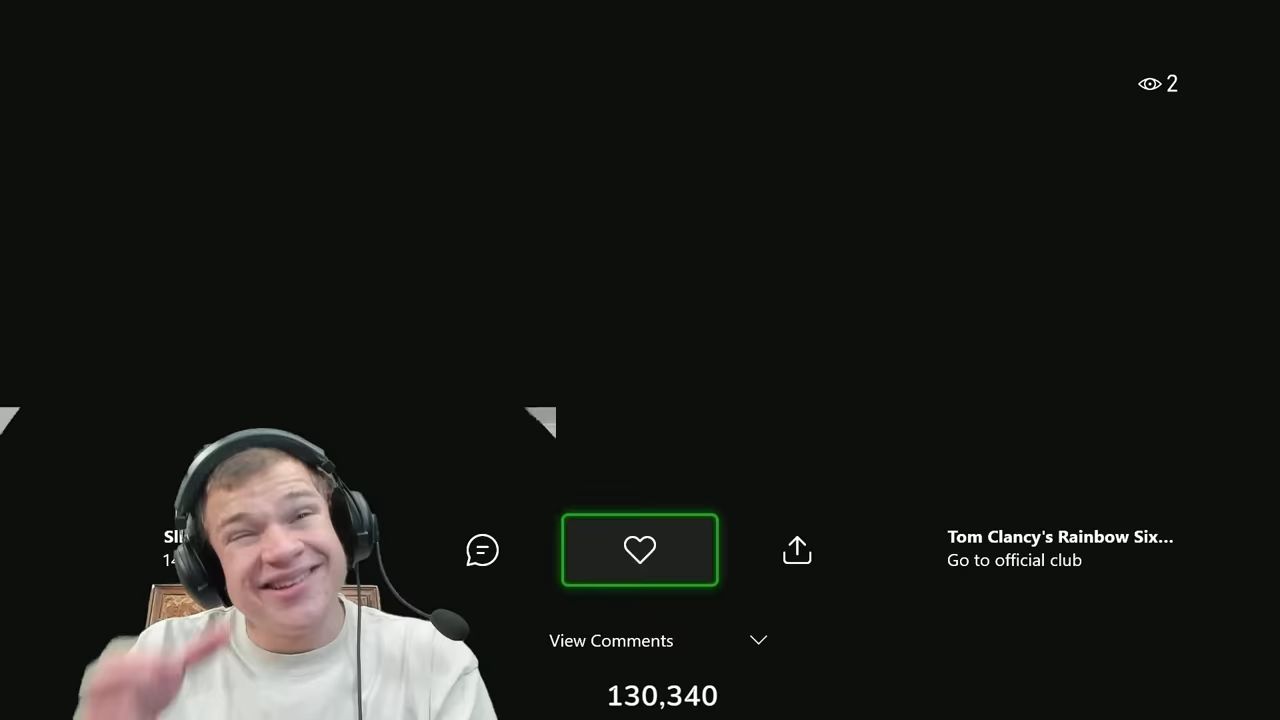 2
Tom Clancy's Rainbow Six...
Go to official club
View Comments
130,340